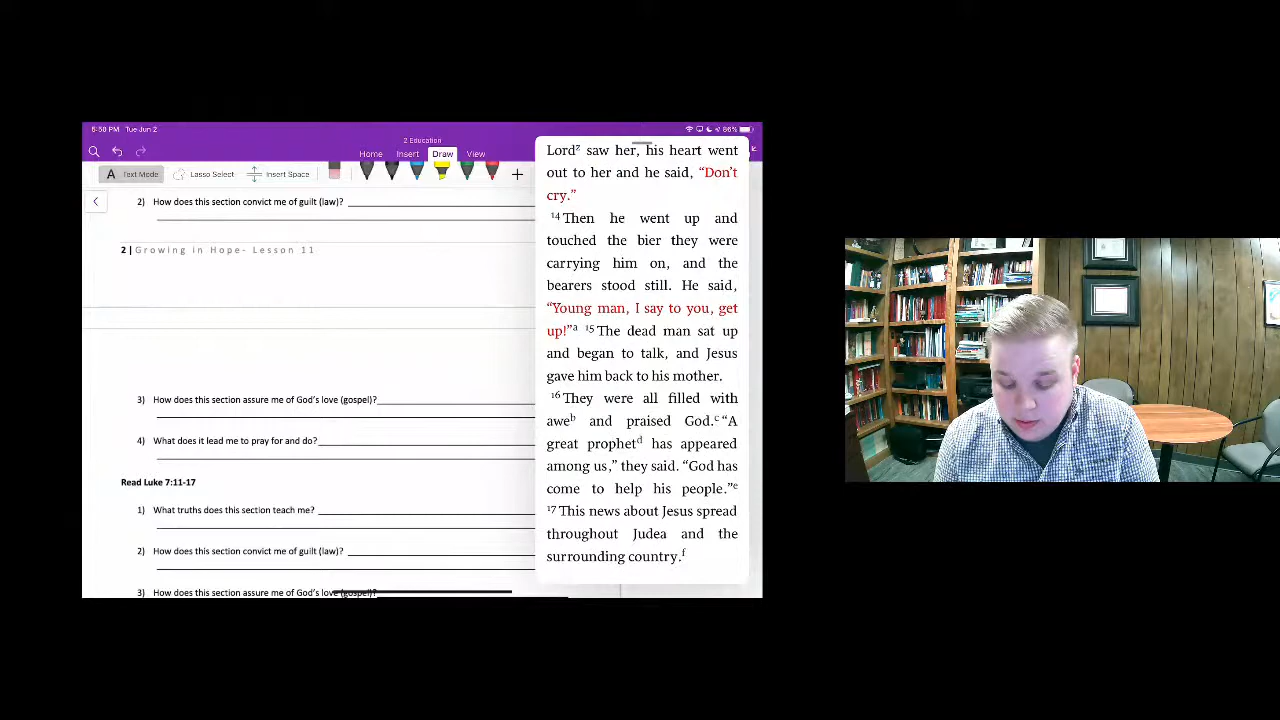 6:58 PM Tue Jun 2
86%
2 Education
Home Insert Draw View
A Text Mode Lasso Select Insert Space
2) How does this section convict me of guilt (law)?
2 | Growing in Hope- Lesson 11
3) How does this section assure me of God's love (gospel)?
4) What does it lead me to pray for and do?
Read Luke 7:11-17
1) What truths does this section teach me?
2) How does this section convict me of guilt (law)?
3) How does this section assure me of God's love (gospel)?
Lordz saw her, his heart went
out to her and he said, “Don’t
cry.”
14 Then he went up and
touched the bier they were
carrying him on, and the
bearers stood still. He said,
“Young man, I say to you, get
up!”a 15 The dead man sat up
and began to talk, and Jesus
gave him back to his mother.
16 They were all filled with
aweb and praised God.c “A
great prophetd has appeared
among us,” they said. “God has
come to help his people.”e
17 This news about Jesus spread
throughout Judea and the
surrounding country.f